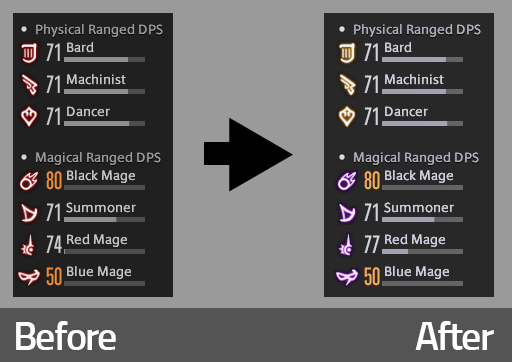 • Physical Ranged DPS
71 Bard
71 Machinist
71 Dancer
• Magical Ranged DPS
80 Black Mage
71 Summoner
74 Red Mage
50 Blue Mage
• Physical Ranged DPS
71 Bard
71 Machinist
71 Dancer
• Magical Ranged DPS
80 Black Mage
71 Summoner
77 Red Mage
50 Blue Mage
Before
After